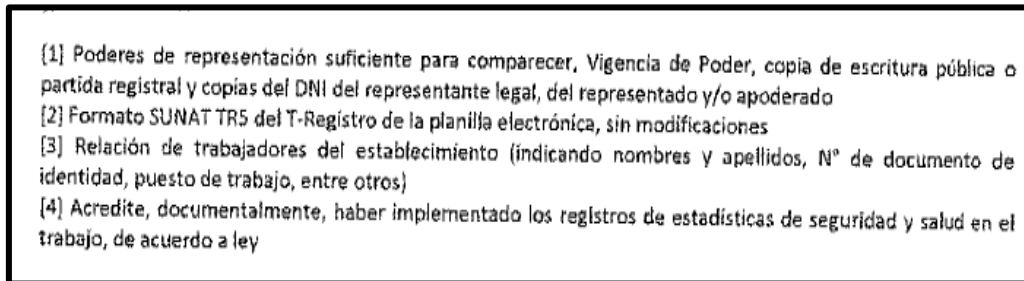 [1] Poderes de representación suficiente para comparecer, Vigencia de Poder, copia de escritura pública o
partida registral y copias del DNI del representante legal, del representado y/o apoderado
[2] Formato SUNAT TR5 del T-Registro de la planilla electrónica, sin modificaciones
[3] Relación de trabajadores del establecimiento (indicando nombres y apellidos, N° de documento de
identidad, puesto de trabajo, entre otros)
[4] Acredite, documentalmente, haber implementado los registros de estadísticas de seguridad y salud en el
trabajo, de acuerdo a ley